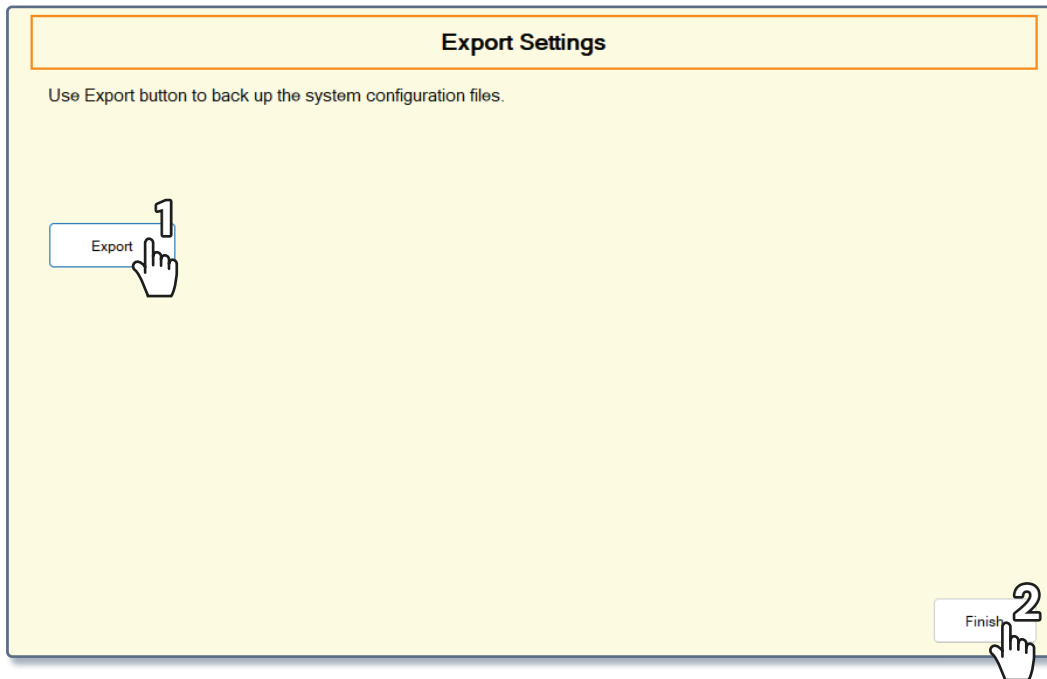 Export Settings
Use Export button to back up the system configuration files.
1
Export
2
Finish